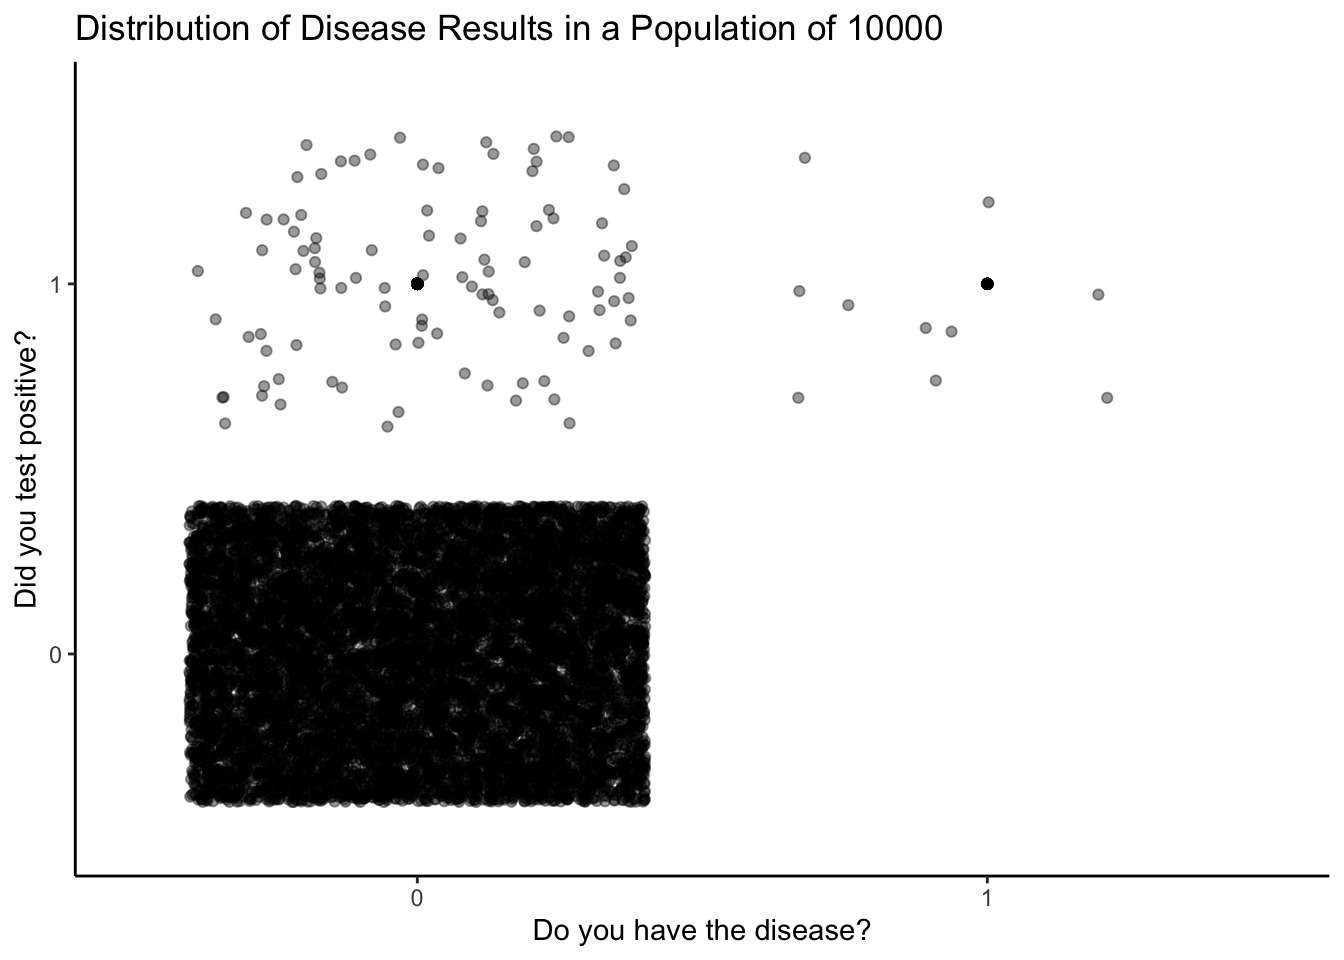 Distribution of Disease Results in a Population of 10000
Did you test positive?
1
0
0
1
Do you have the disease?